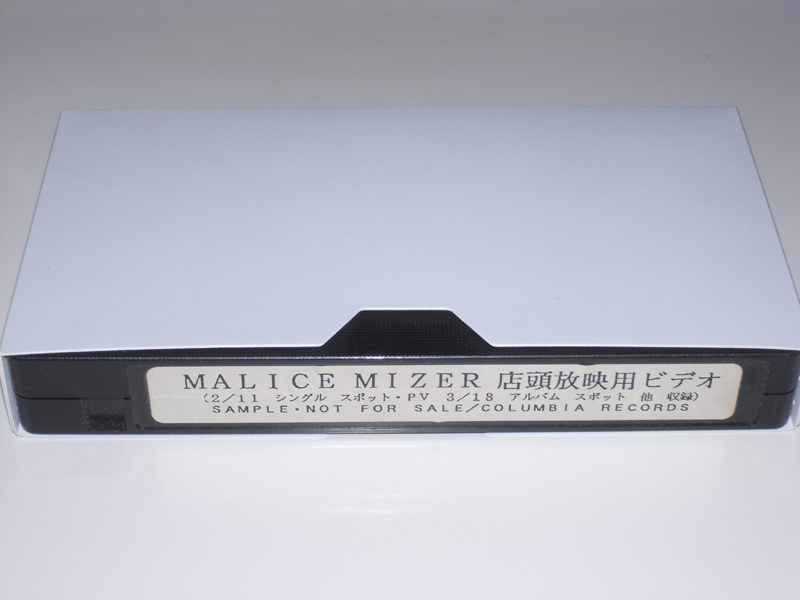 MALICE MIZER 店頭放映用ビデオ
(2/11 シングル スポット・PV 3/18 アルバム スポット 他 収録)
SAMPLE・NOT FOR SALE/COLUMBIA RECORDS